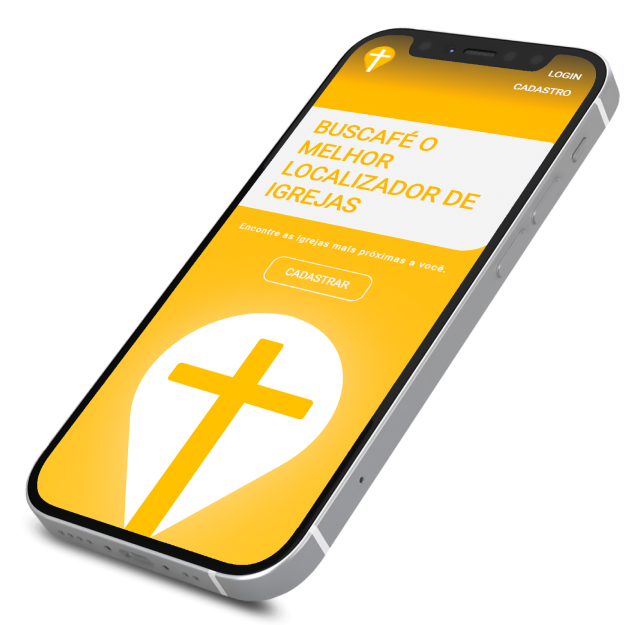 LOGIN
CADASTRO
BUSCAFÉ O
MELHOR
LOCALIZADOR DE
IGREJAS
Encontre as igrejas mais próximas a você.
CADASTRAR